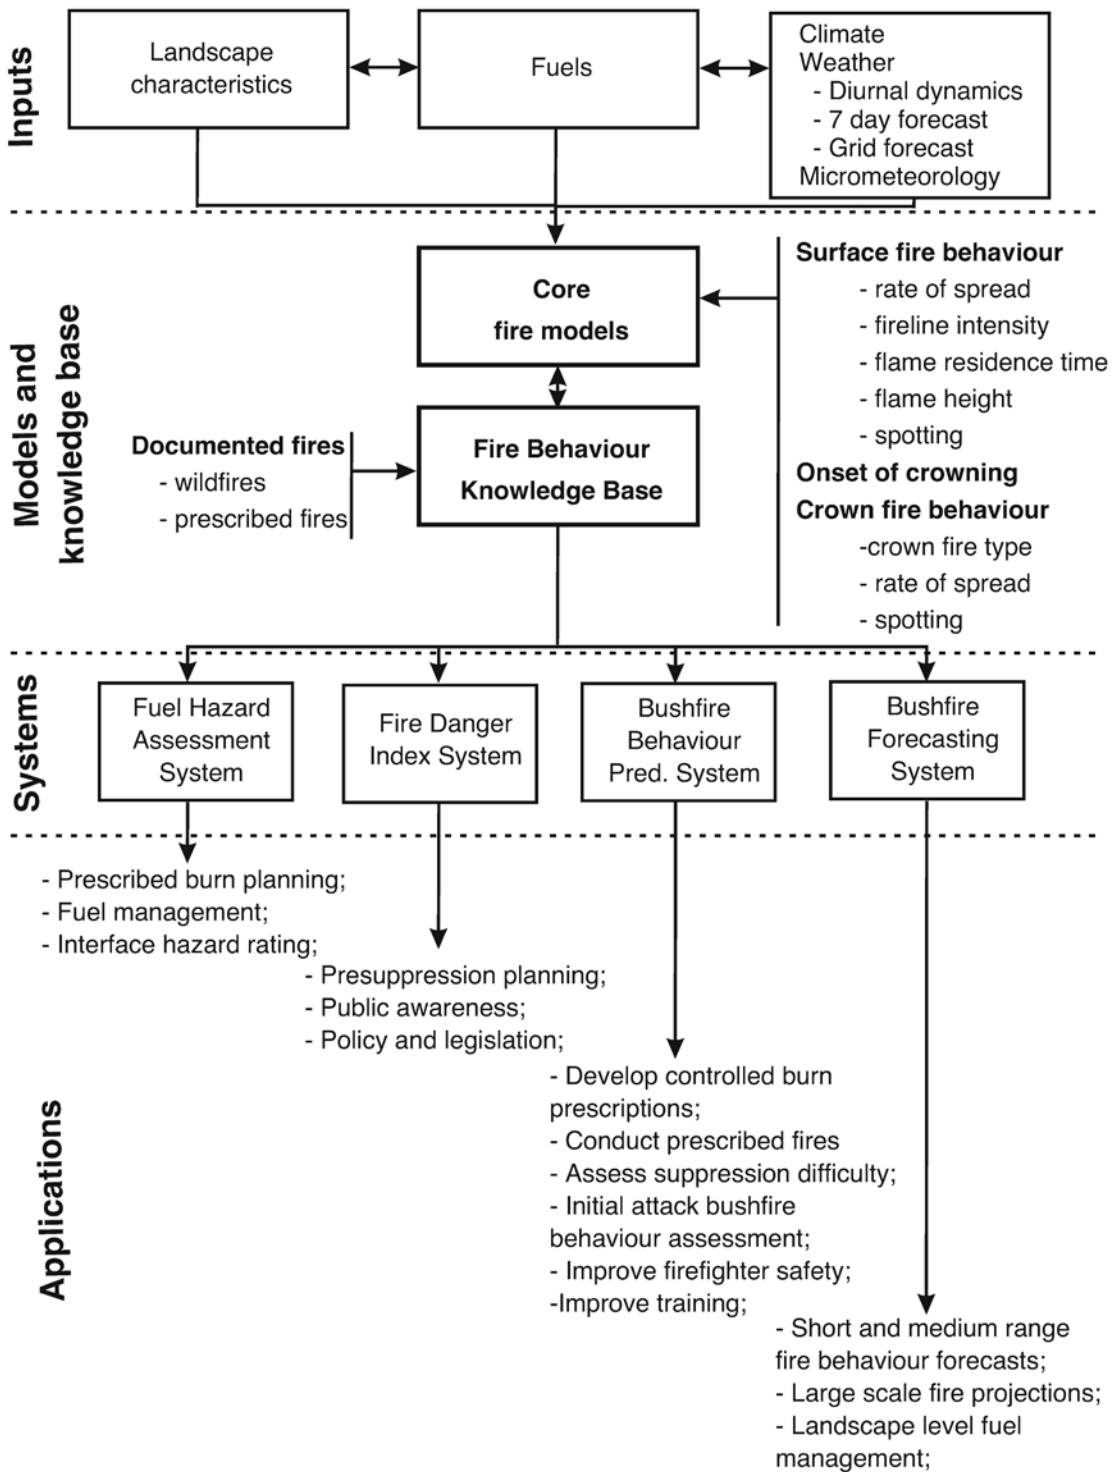 Inputs
Landscape
characteristics
Fuels
Climate
Weather
- Diurnal dynamics
- 7 day forecast
- Grid forecast
Micrometeorology
Models and
knowledge base
Core
fire models
Surface fire behaviour
- rate of spread
- fireline intensity
- flame residence time
- flame height
- spotting
Onset of crowning
Crown fire behaviour
-crown fire type
- rate of spread
- spotting
Documented fires
- wildfires
- prescribed fires
Fire Behaviour
Knowledge Base
Systems
Fuel Hazard
Assessment
System
Fire Danger
Index System
Bushfire
Behaviour
Pred. System
Bushfire
Forecasting
System
Applications
- Prescribed burn planning;
- Fuel management;
- Interface hazard rating;
- Presuppression planning;
- Public awareness;
- Policy and legislation;
- Develop controlled burn
prescriptions;
- Conduct prescribed fires
- Assess suppression difficulty;
- Initial attack bushfire
behaviour assessment;
- Improve firefighter safety;
-Improve training;
- Short and medium range
fire behaviour forecasts;
- Large scale fire projections;
- Landscape level fuel
management;